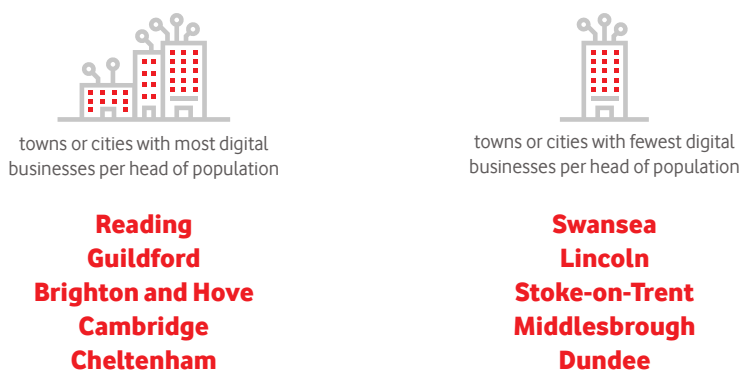 towns or cities with most digital
businesses per head of population
Reading
Guildford
Brighton and Hove
Cambridge
Cheltenham
towns or cities with fewest digital
businesses per head of population
Swansea
Lincoln
Stoke-on-Trent
Middlesbrough
Dundee